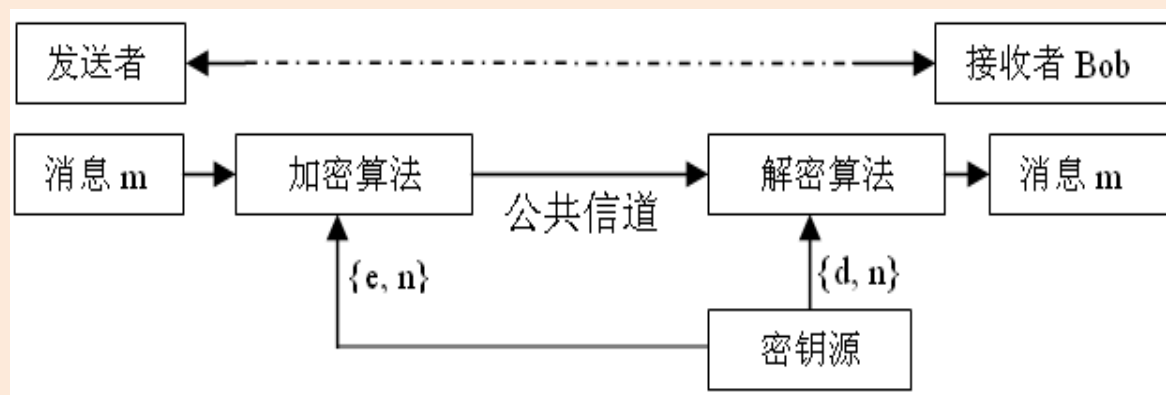 发送者
接收者 Bob
消息 m
加密算法
公共信道
解密算法
消息 m
{e, n}
{d, n}
密钥源